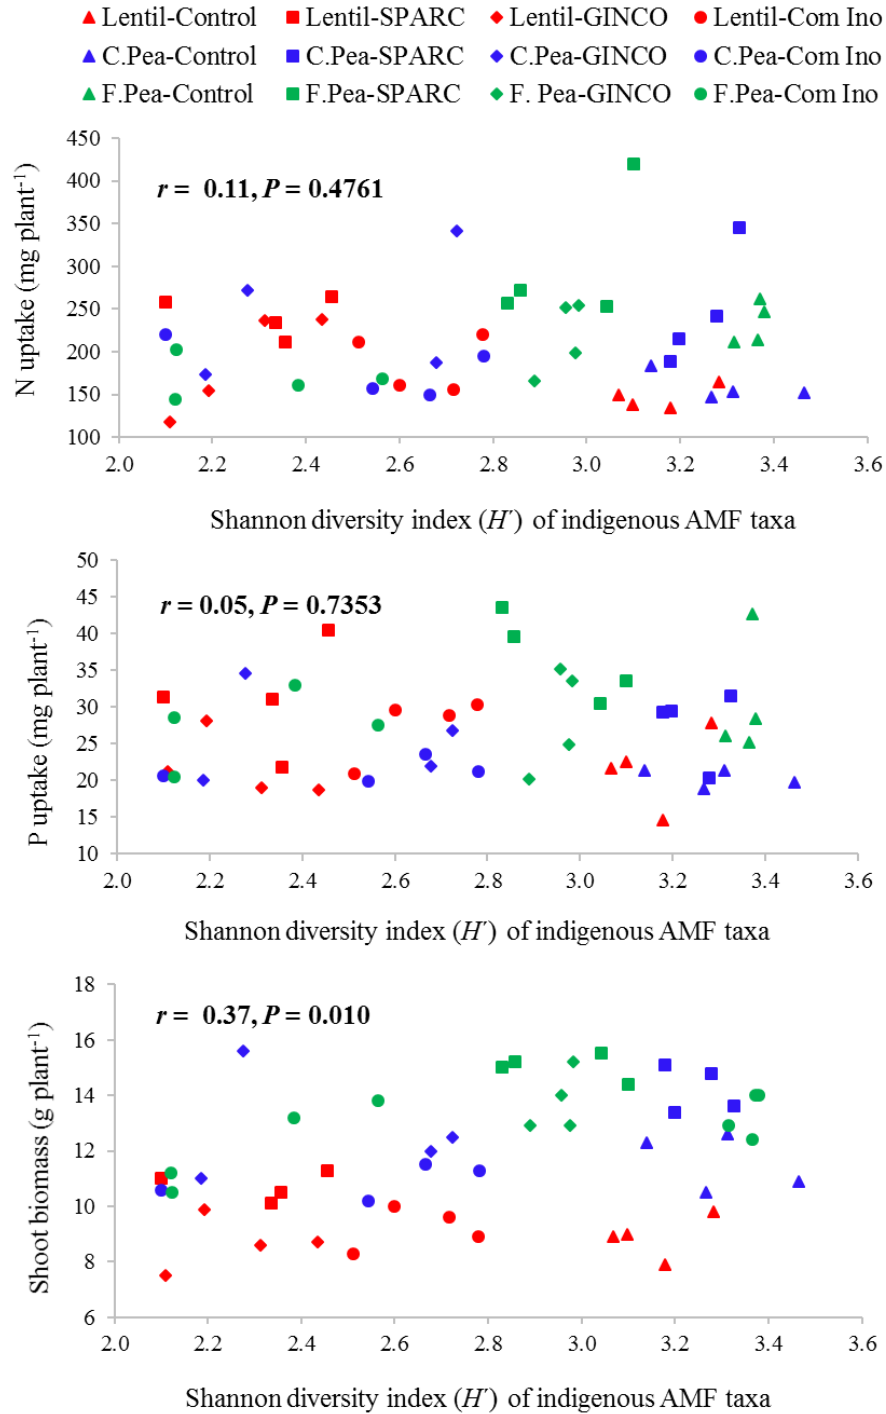 Lentil-Control Lentil-SPARC Lentil-GINCO Lentil-Com Ino
C.Pea-Control C.Pea-SPARC C.Pea-GINCO C.Pea-Com Ino
F.Pea-Control F.Pea-SPARC F. Pea-GINCO F.Pea-Com Ino
N uptake (mg plant⁻¹)
450
400
350
300
250
200
150
100
r = 0.11, P = 0.4761
2.0 2.2 2.4 2.6 2.8 3.0 3.2 3.4 3.6
Shannon diversity index (H′) of indigenous AMF taxa
P uptake (mg plant⁻¹)
50
45
40
35
30
25
20
15
10
r = 0.05, P = 0.7353
2.0 2.2 2.4 2.6 2.8 3.0 3.2 3.4 3.6
Shannon diversity index (H′) of indigenous AMF taxa
Shoot biomass (g plant⁻¹)
18
16
14
12
10
8
6
r = 0.37, P = 0.010
2.0 2.2 2.4 2.6 2.8 3.0 3.2 3.4 3.6
Shannon diversity index (H′) of indigenous AMF taxa